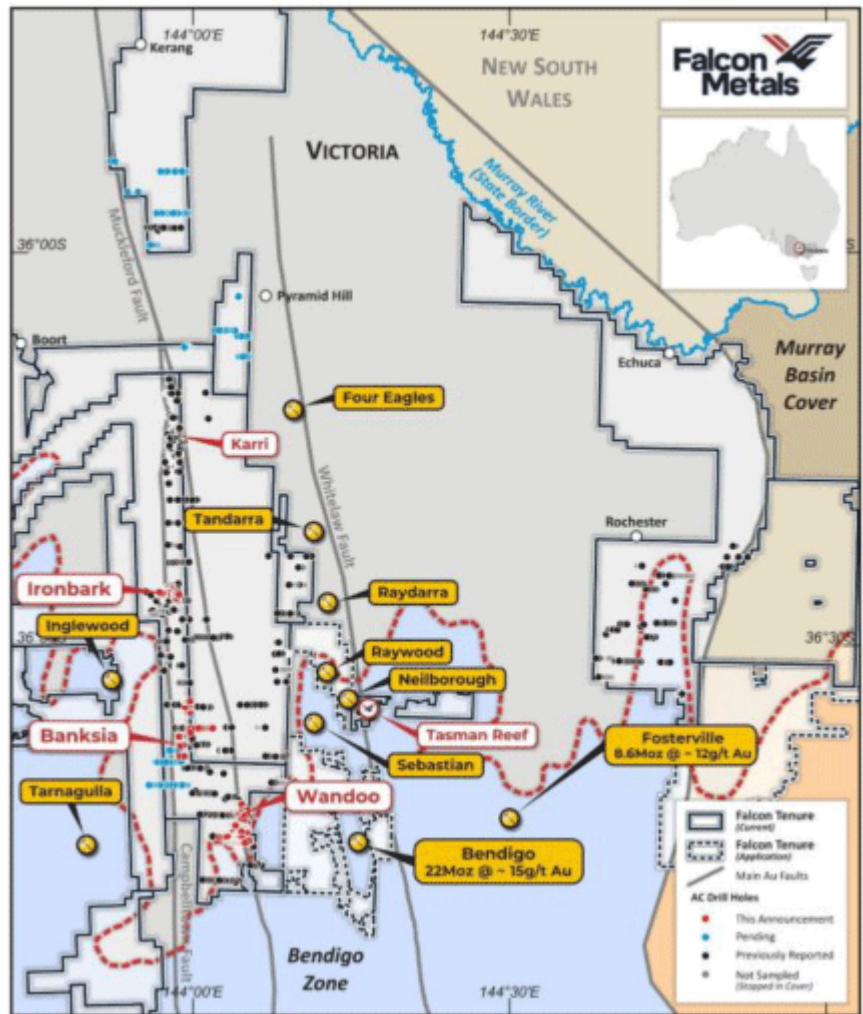 144°00'E
144°30'E
Kerang
NEW SOUTH
WALES
Falcon
Metals
VICTORIA
Murray River
(State Border)
Muckleford Fault
36°00'S
Pyramid Hill
Boort
Echuca
Murray
Basin
Cover
Four Eagles
Karri
Whitelaw Fault
Tandarra
Rochester
Ironbark
Raydarra
Inglewood
36°30'S
Raywood
Neilborough
Banksia
Tasman Reef
Fosterville
8.6Moz @ ~ 12g/t Au
Sebastian
Tarnagulla
Wandoo
Bendigo
22Moz @ ~ 15g/t Au
Bendigo
Zone
144°00'E
144°30'E
Falcon Tenure
(Current)
Falcon Tenure
(Application)
Main Au Faults
AC Drill Holes
This Announcement
Pending
Previously Reported
Not Sampled
(Stopped in Cover)